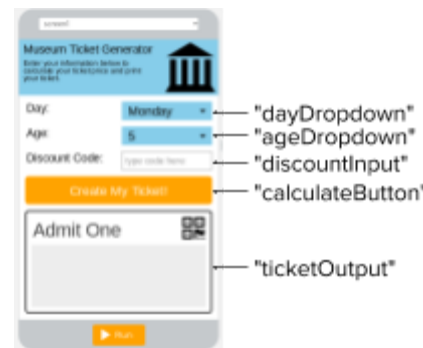 screen1
Museum Ticket Generator
Enter your information below to
calculate your ticket price and print
your ticket.
Day: Monday "dayDropdown"
Age: 5 "ageDropdown"
Discount Code: type code here "discountInput"
Create My Ticket! "calculateButton"
Admit One
"ticketOutput"
Run